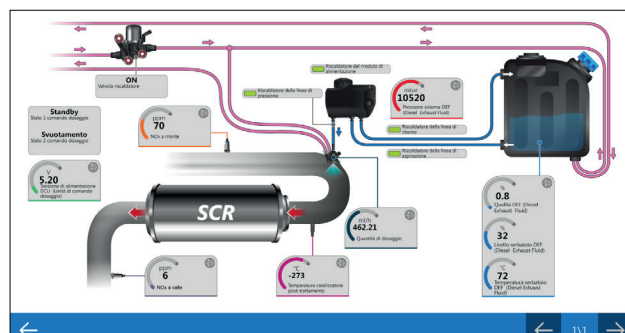 ON
Valvola riscaldatore
Riscaldatore del modulo di
alimentazione
Riscaldatore della linea di
pressione
mbar
10520
Pressione sistema DEF
(Diesel Exhaust Fluid)
Standby
Stato 1 comando dosaggio
Svuotamento
Stato 2 comando dosaggio
ppm
70
NOx a monte
Riscaldatore della linea di
ritorno
Riscaldatore della linea di
aspirazione
V
5.20
Tensione di alimentazione
DCU (Unità di comando
dosaggio)
SCR
ml/h
462.21
Quantità di dosaggio
%
0.8
Qualità DEF (Diesel
Exhaust Fluid)
%
32
Livello serbatoio DEF
(Diesel Exhaust Fluid)
°C
72
Temperatura serbatoio
DEF (Diesel Exhaust
Fluid)
ppm
6
NOx a valle
°C
-273
Temperatura catalizzatore
post-trattamento
1\1